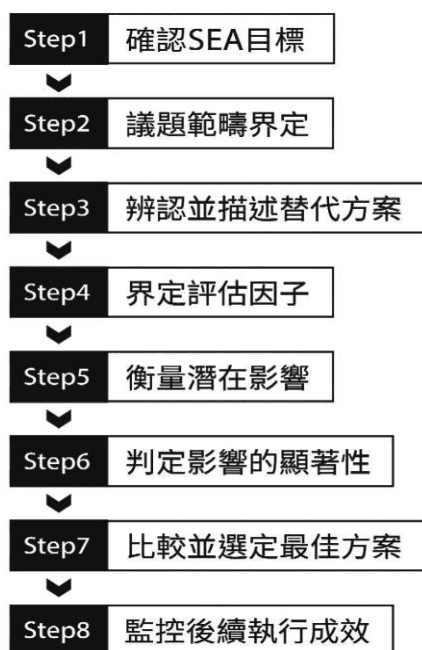 Step1 確認SEA目標
Step2 議題範疇界定
Step3 辨認並描述替代方案
Step4 界定評估因子
Step5 衡量潛在影響
Step6 判定影響的顯著性
Step7 比較並選定最佳方案
Step8 監控後續執行成效